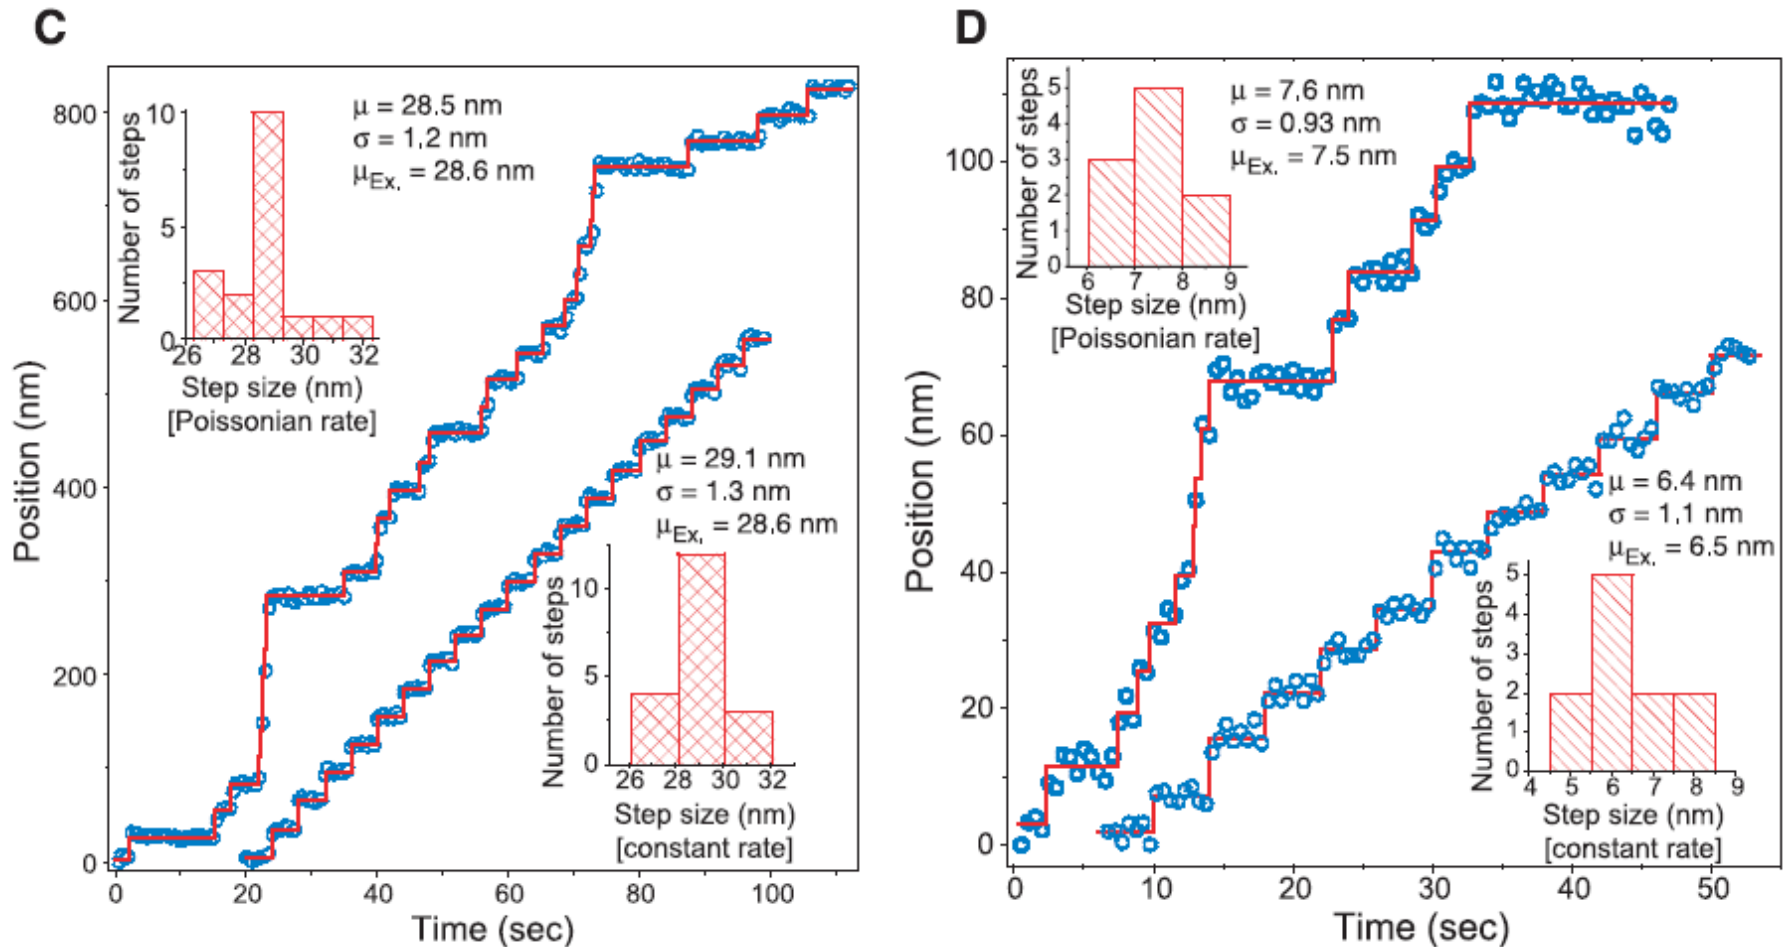 C
Number of steps
10
5
0
26 28 30 32
Step size (nm)
[Poissonian rate]
μ = 28.5 nm
σ = 1.2 nm
μEx. = 28.6 nm
Position (nm)
800
600
400
200
0
0 20 40 60 80 100
Time (sec)
μ = 29.1 nm
σ = 1.3 nm
μEx. = 28.6 nm
Number of steps
10
5
0
26 28 30 32
Step size (nm)
[constant rate]
D
Number of steps
5
4
3
2
1
0
6 7 8 9
Step size (nm)
[Poissonian rate]
μ = 7.6 nm
σ = 0.93 nm
μEx. = 7.5 nm
Position (nm)
100
80
60
40
20
0
0 10 20 30 40 50
Time (sec)
μ = 6.4 nm
σ = 1.1 nm
μEx. = 6.5 nm
Number of steps
5
4
3
2
1
0
4 5 6 7 8 9
Step size (nm)
[constant rate]